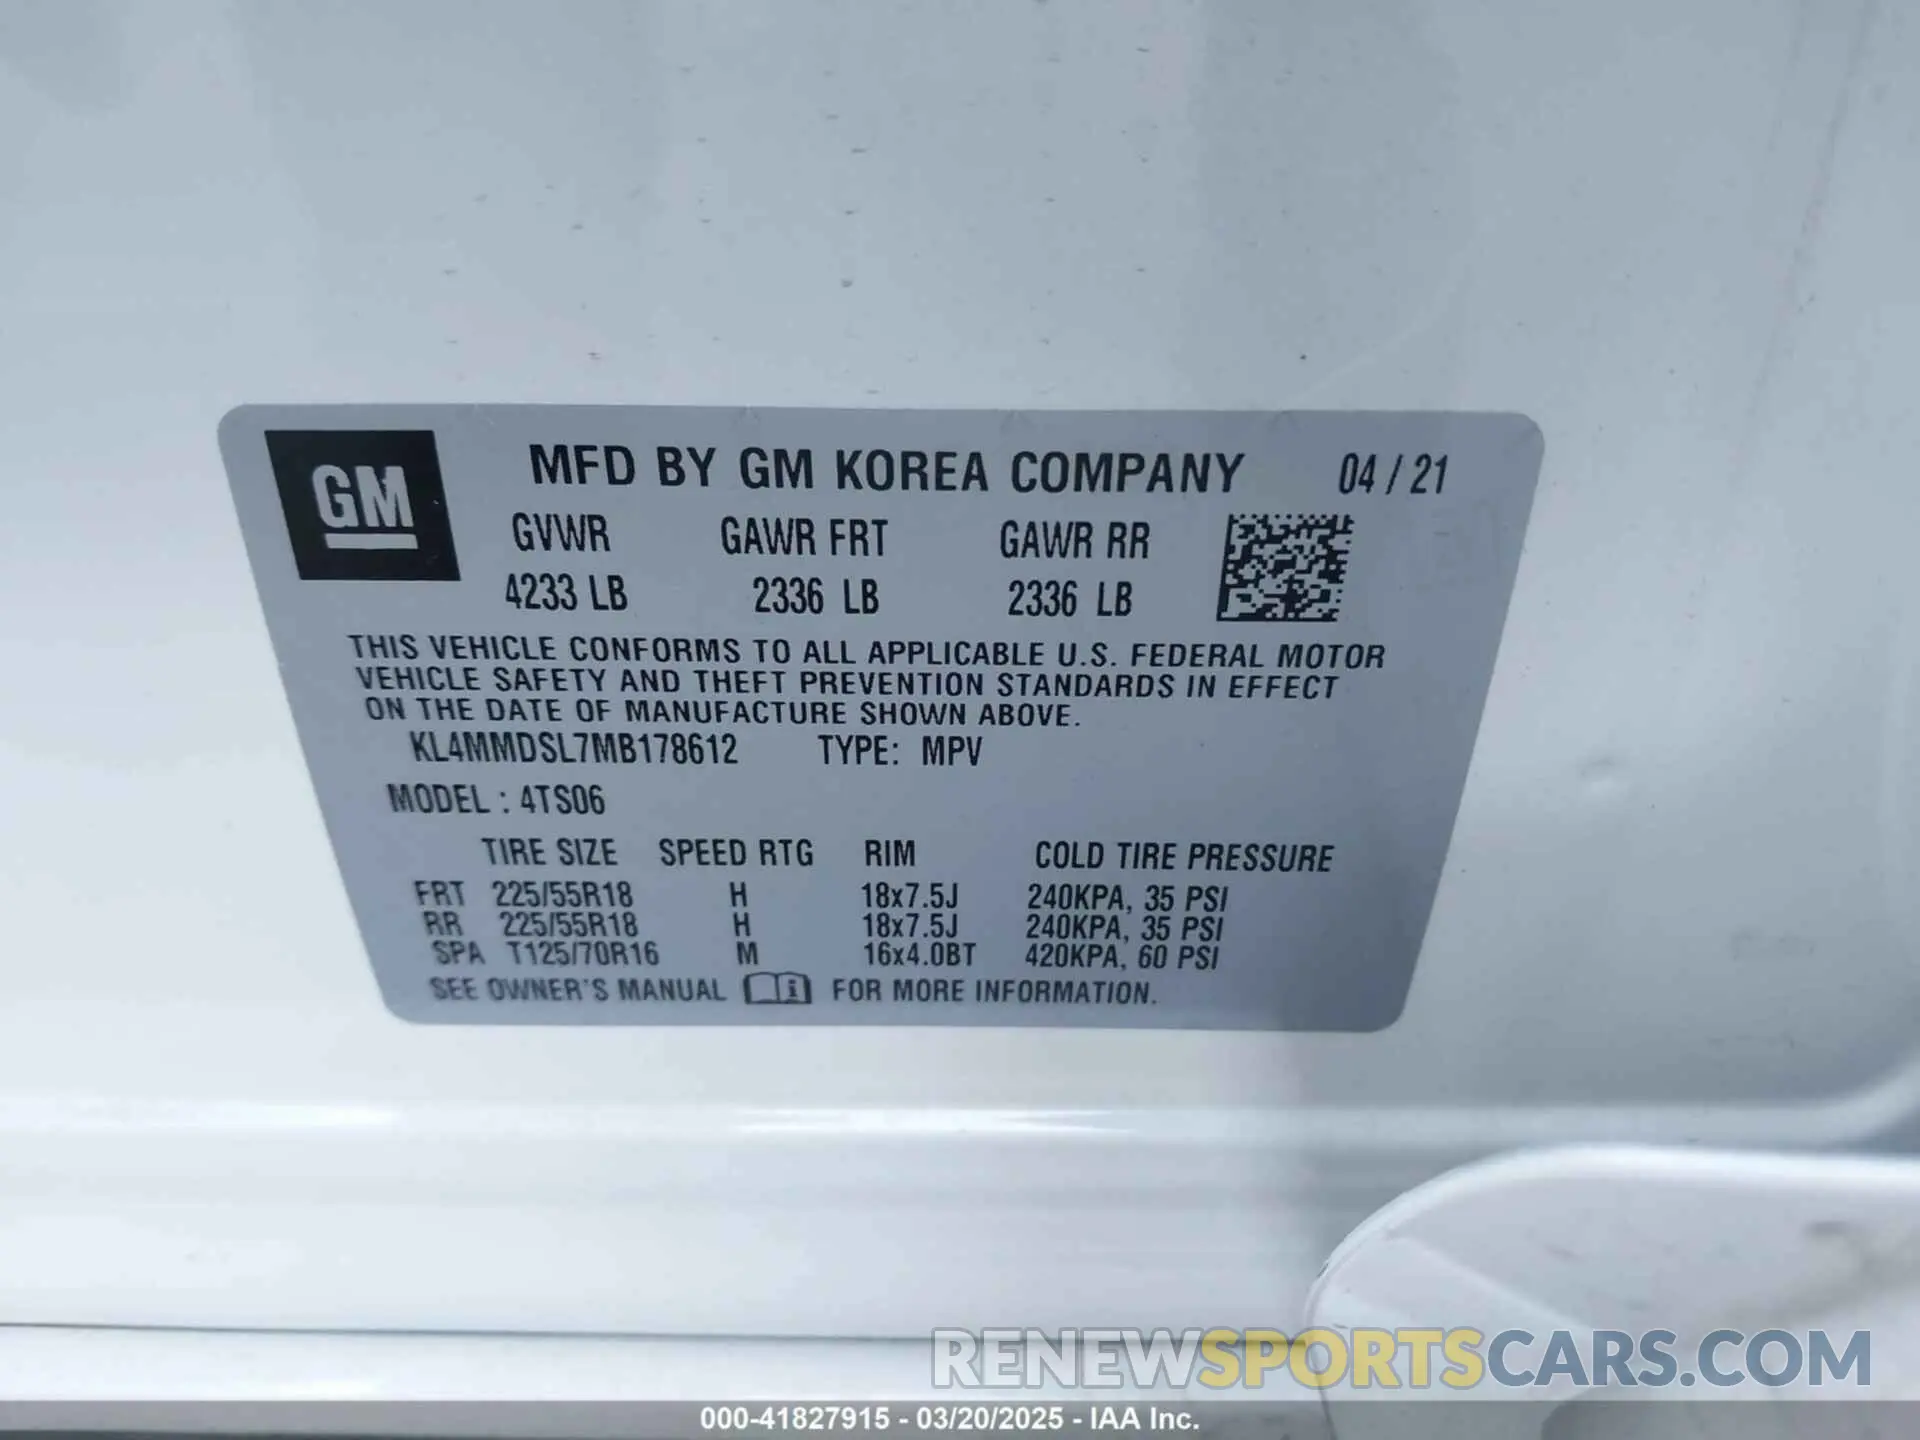 GM
MFD BY GM KOREA COMPANY 04 / 21
GVWR GAWR FRT GAWR RR
4233 LB 2336 LB 2336 LB
THIS VEHICLE CONFORMS TO ALL APPLICABLE U.S. FEDERAL MOTOR
VEHICLE SAFETY AND THEFT PREVENTION STANDARDS IN EFFECT
ON THE DATE OF MANUFACTURE SHOWN ABOVE.
KL4MMDSL7MB178612 TYPE: MPV
MODEL : 4TS06
TIRE SIZE SPEED RTG RIM COLD TIRE PRESSURE
FRT 225/55R18 H 18x7.5J 240KPA, 35 PSI
RR 225/55R18 H 18x7.5J 240KPA, 35 PSI
SPA T125/70R16 M 16x4.0BT 420KPA, 60 PSI
SEE OWNER'S MANUAL i FOR MORE INFORMATION.
RENEWSPORTSCARS.COM
000-41827915 - 03/20/2025 - IAA Inc.